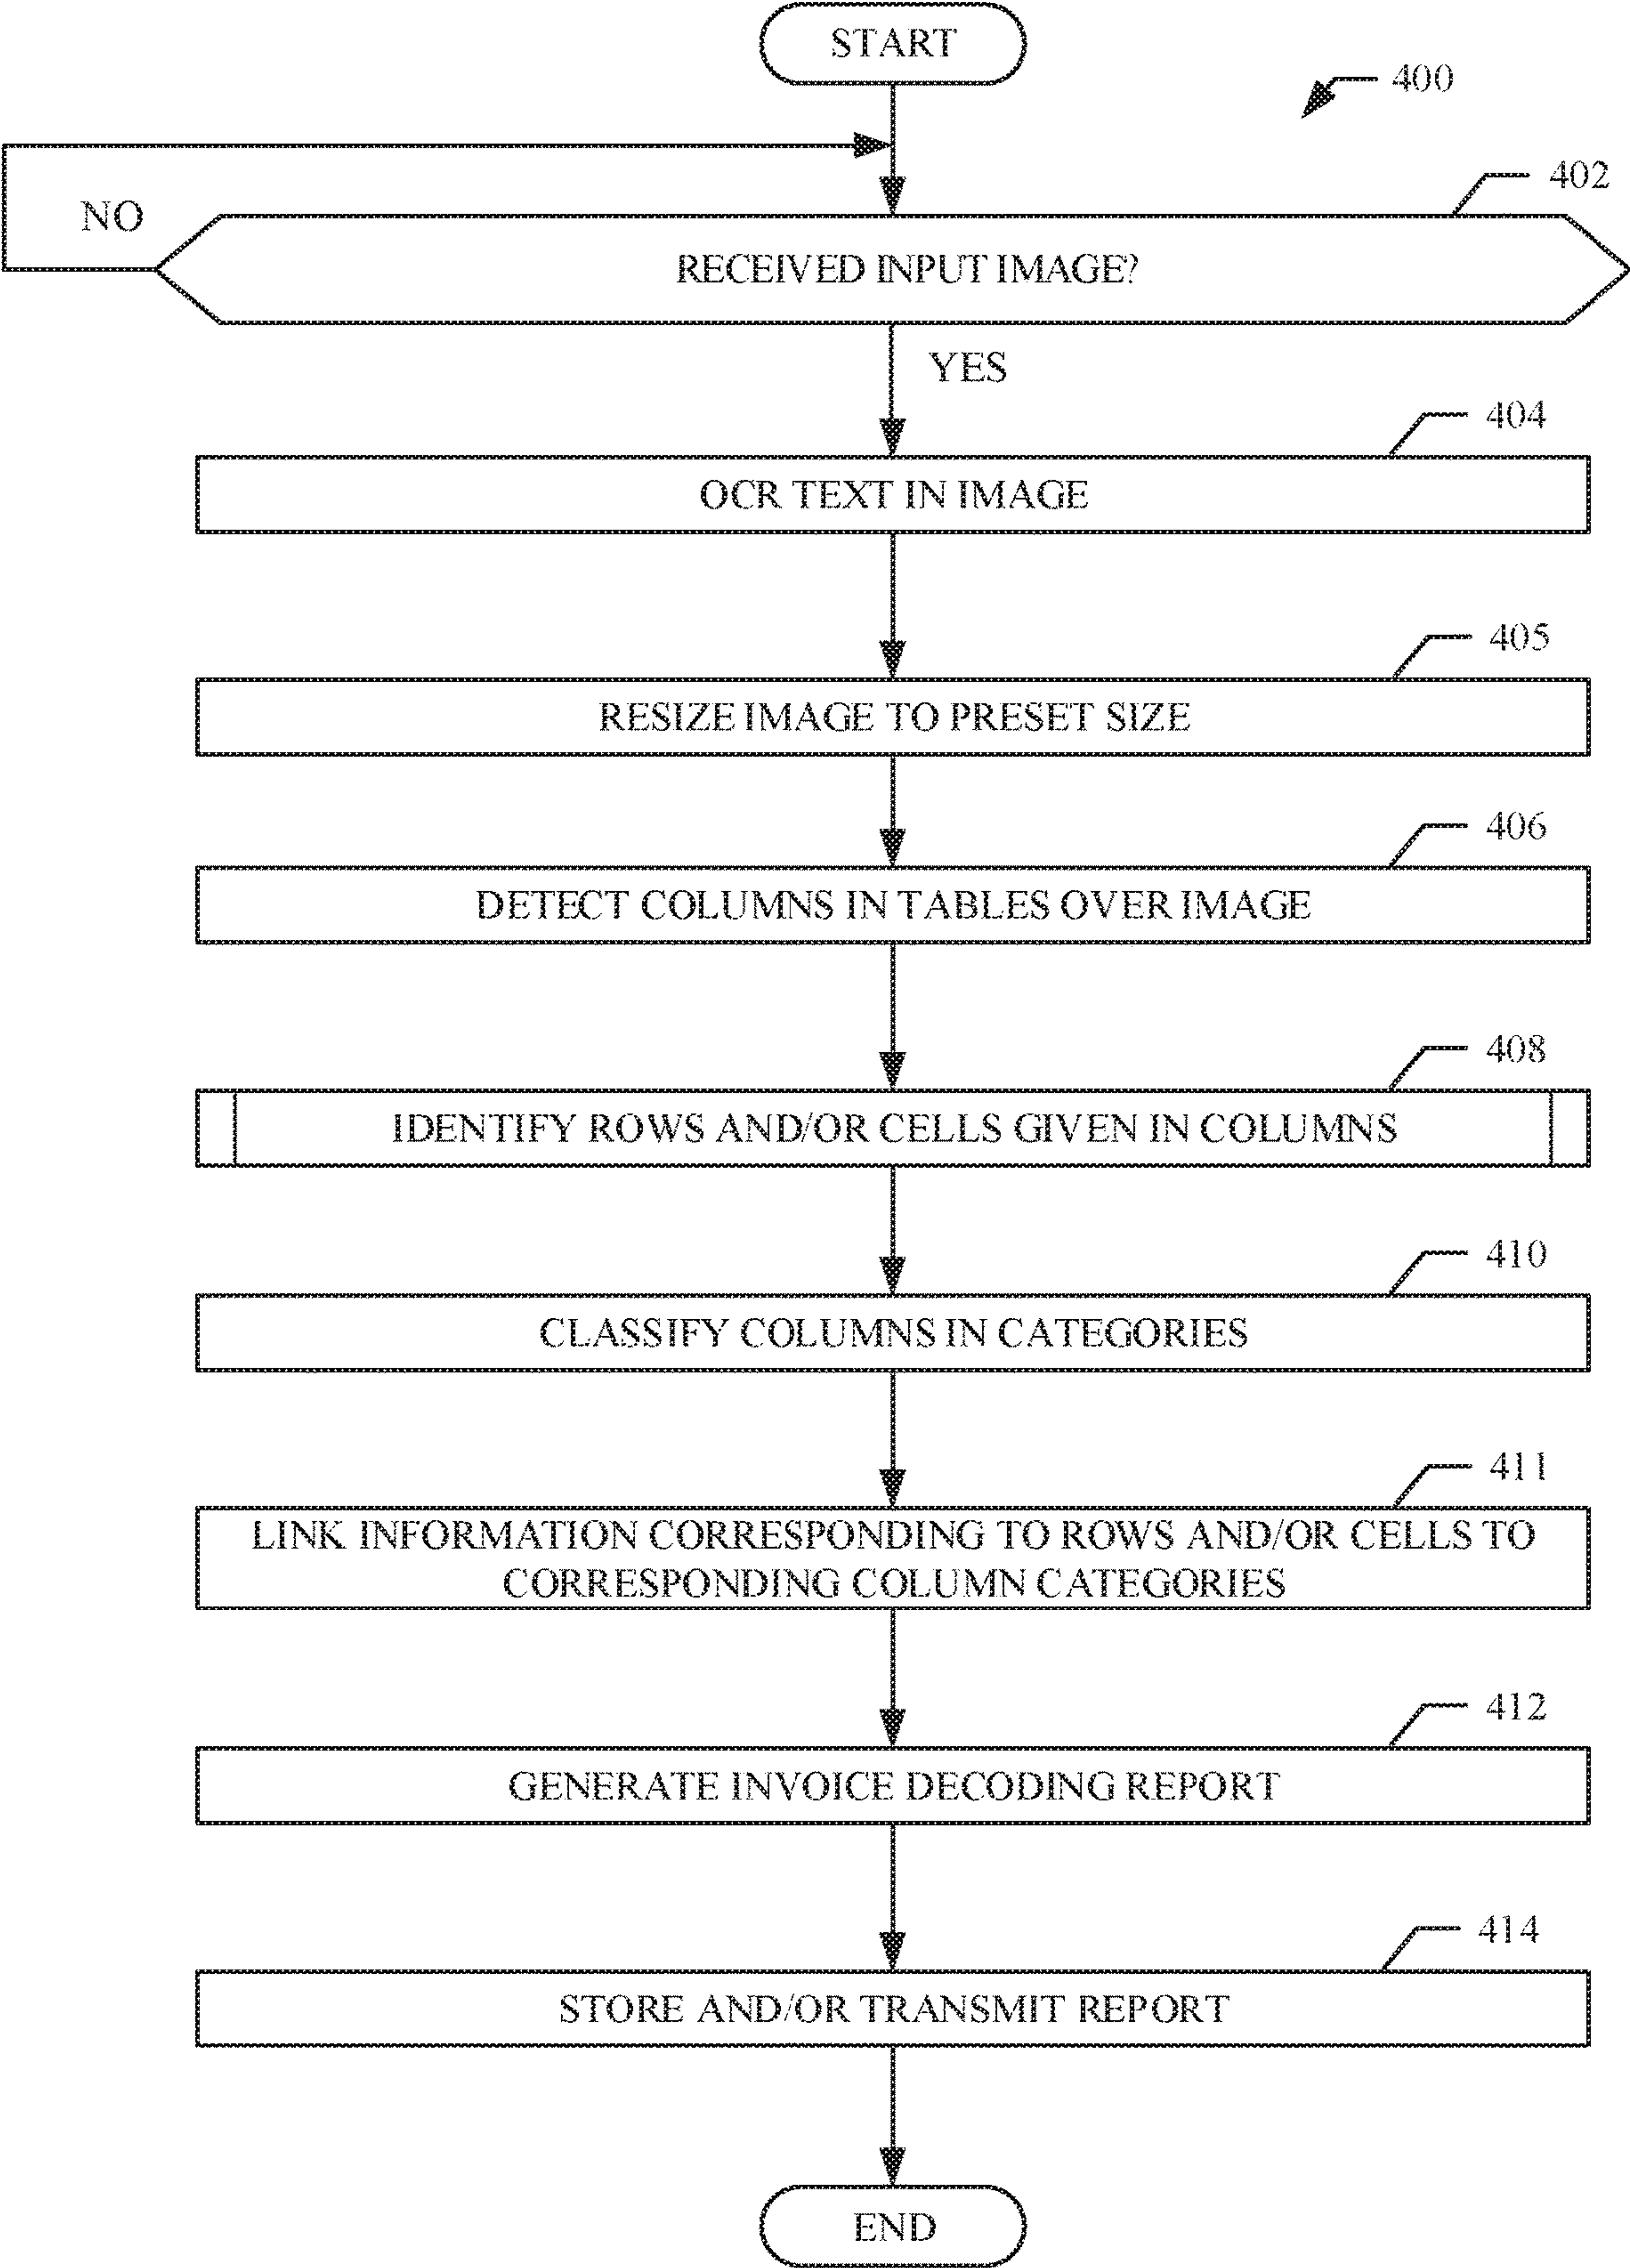 START
400
402
NO
RECEIVED INPUT IMAGE?
YES
404
OCR TEXT IN IMAGE
405
RESIZE IMAGE TO PRESET SIZE
406
DETECT COLUMNS IN TABLES OVER IMAGE
408
IDENTIFY ROWS AND/OR CELLS GIVEN IN COLUMNS
410
CLASSIFY COLUMNS IN CATEGORIES
411
LINK INFORMATION CORRESPONDING TO ROWS AND/OR CELLS TO
CORRESPONDING COLUMN CATEGORIES
412
GENERATE INVOICE DECODING REPORT
414
STORE AND/OR TRANSMIT REPORT
END